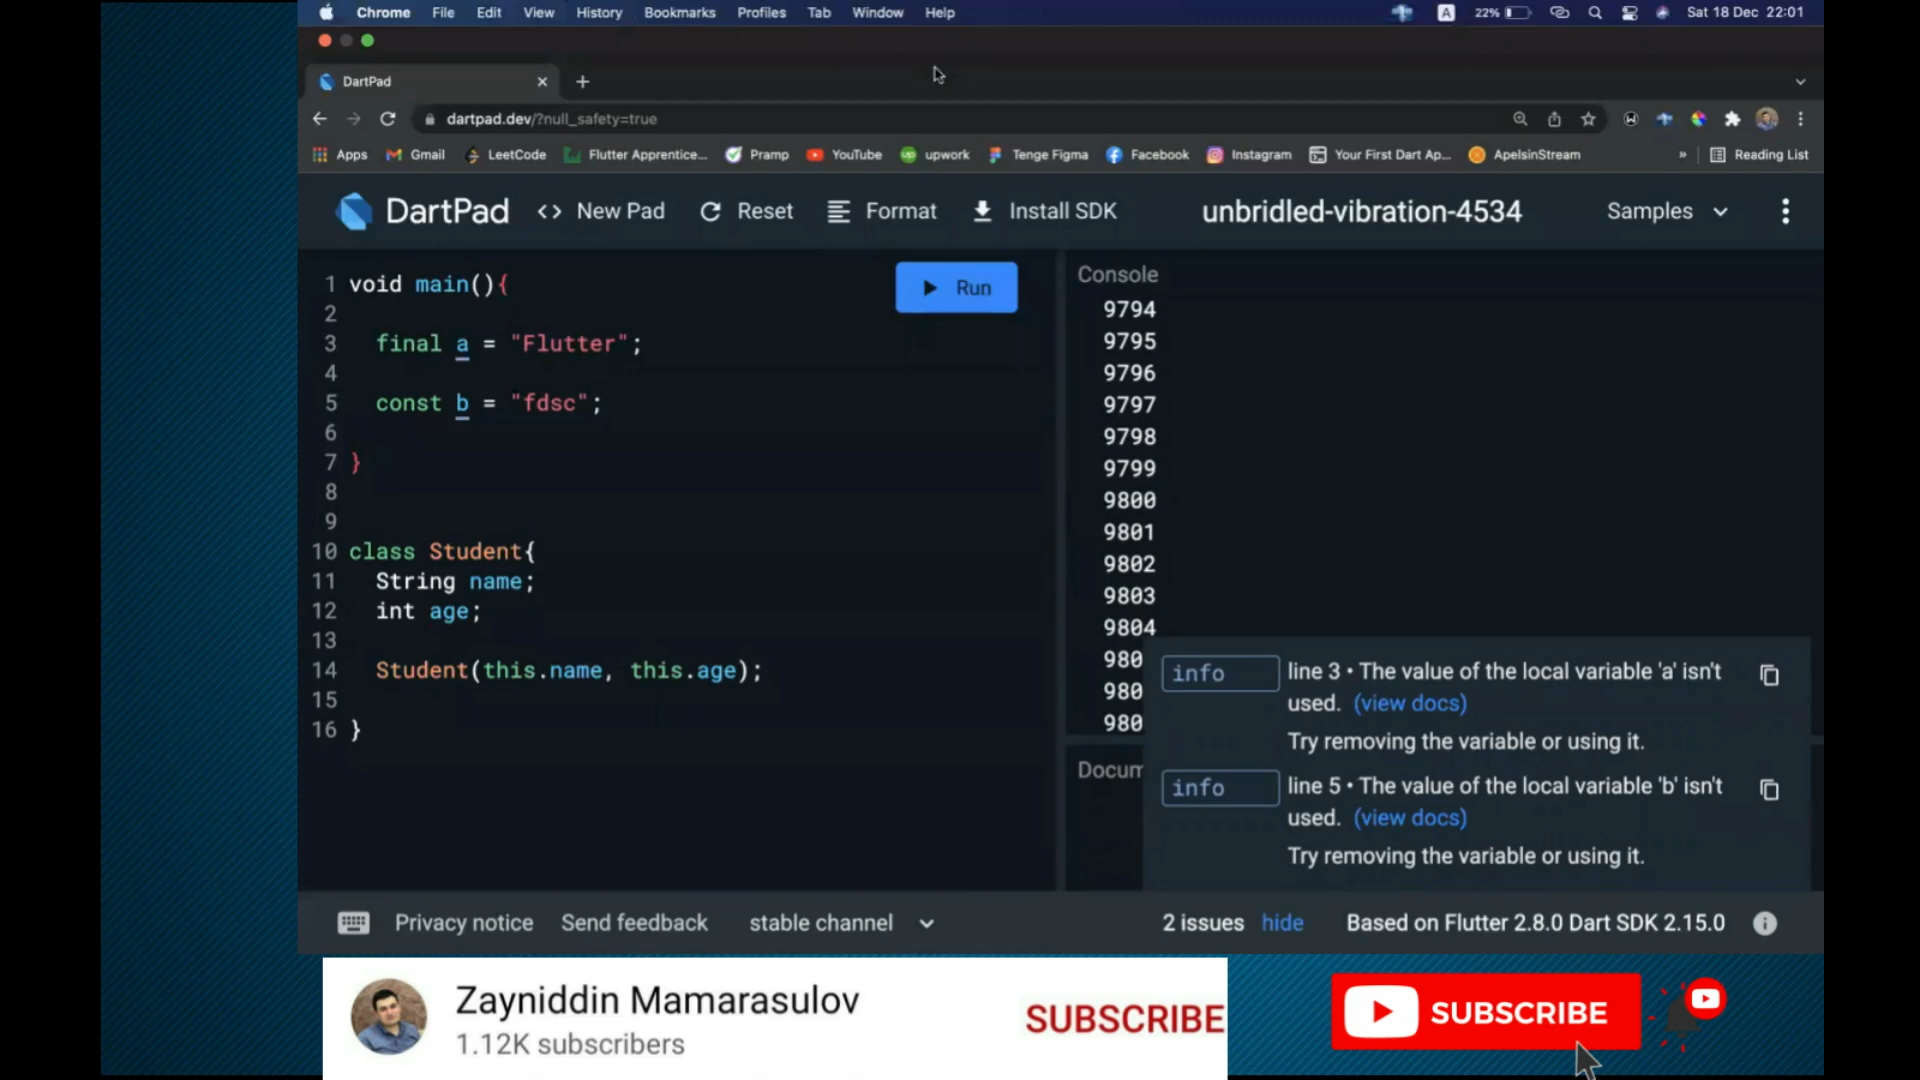 Chrome File Edit View History Bookmarks Profiles Tab Window Help A 22% Sat 18 Dec 22:01
DartPad
dartpad.dev/?null_safety=true
Apps Gmail LeetCode Flutter Apprentice... Pramp YouTube upwork Tenge Figma Facebook Instagram Your First Dart Ap... ApelsinStream » Reading List
DartPad <> New Pad Reset Format Install SDK unbridled-vibration-4534 Samples
Run
1 void main(){
2
3 final a = "Flutter";
4
5 const b = "fdsc";
6
7 }
8
9
10 class Student{
11 String name;
12 int age;
13
14 Student(this.name, this.age);
15
16 }
Console
9794
9795
9796
9797
9798
9799
9800
9801
9802
9803
9804
980
980
980
Docum
info line 3 • The value of the local variable 'a' isn't
used. (view docs)
Try removing the variable or using it.
info line 5 • The value of the local variable 'b' isn't
used. (view docs)
Try removing the variable or using it.
Privacy notice Send feedback stable channel 2 issues hide Based on Flutter 2.8.0 Dart SDK 2.15.0
Zayniddin Mamarasulov
1.12K subscribers
SUBSCRIBE
SUBSCRIBE